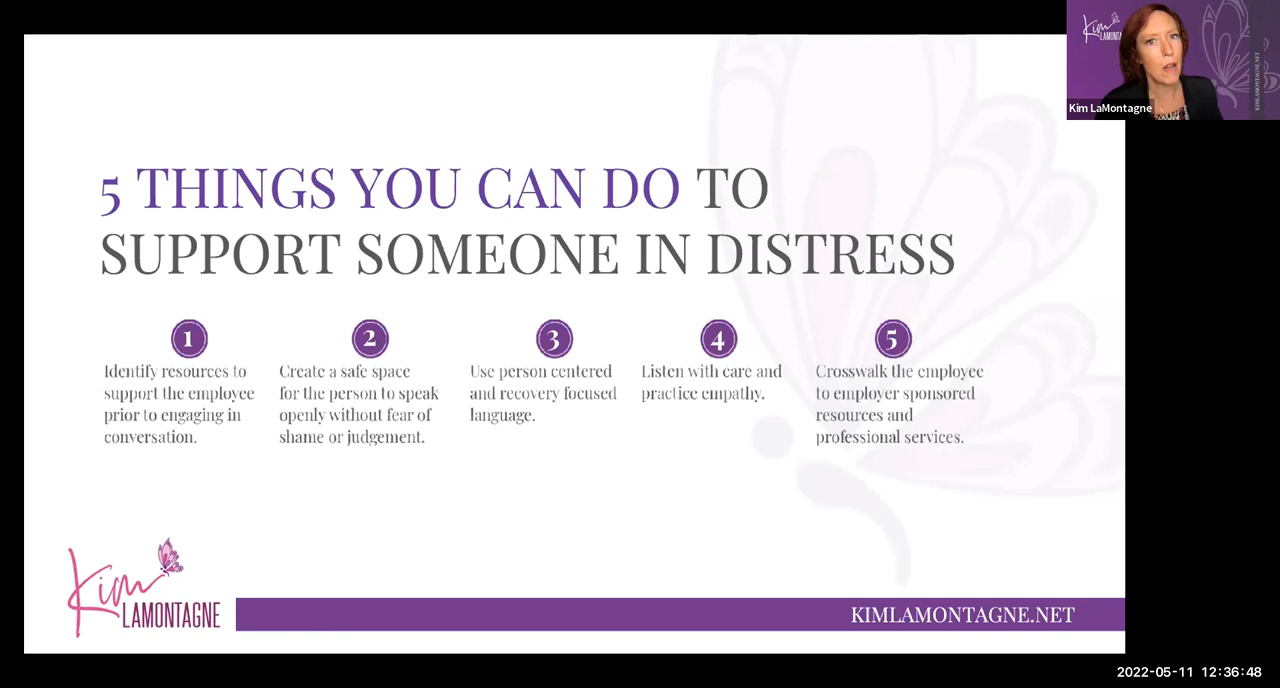 5 THINGS YOU CAN DO TO
SUPPORT SOMEONE IN DISTRESS
1
Identify resources to
support the employee
prior to engaging in
conversation.
2
Create a safe space
for the person to speak
openly without fear of
shame or judgement.
3
Use person centered
and recovery focused
language.
4
Listen with care and
practice empathy.
5
Crosswalk the employee
to employer sponsored
resources and
professional services.
Kim
LAMONTAGNE
KIMLAMONTAGNE.NET
Kim
LAMONTAGNE
KIMLAMONTAGNE.NET
Kim LaMontagne
2022-05-11 12:36:48